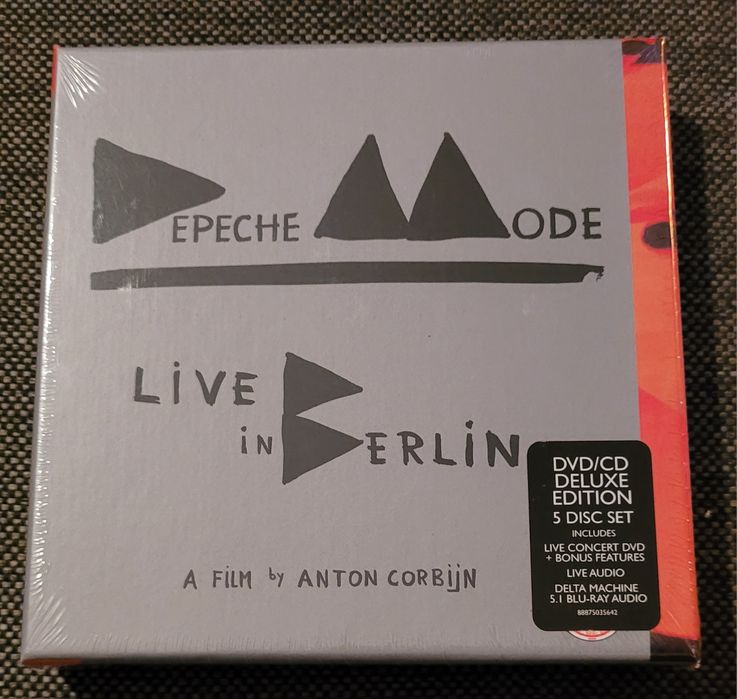 DEPECHE MODE
LiVE
iN BERLiN
A FiLM by ANTON CORBijN
DVD/CD
DELUXE
EDITION
5 DISC SET
INCLUDES
LIVE CONCERT DVD
+ BONUS FEATURES
LIVE AUDIO
DELTA MACHINE
5.1 BLU-RAY AUDIO
88875035642